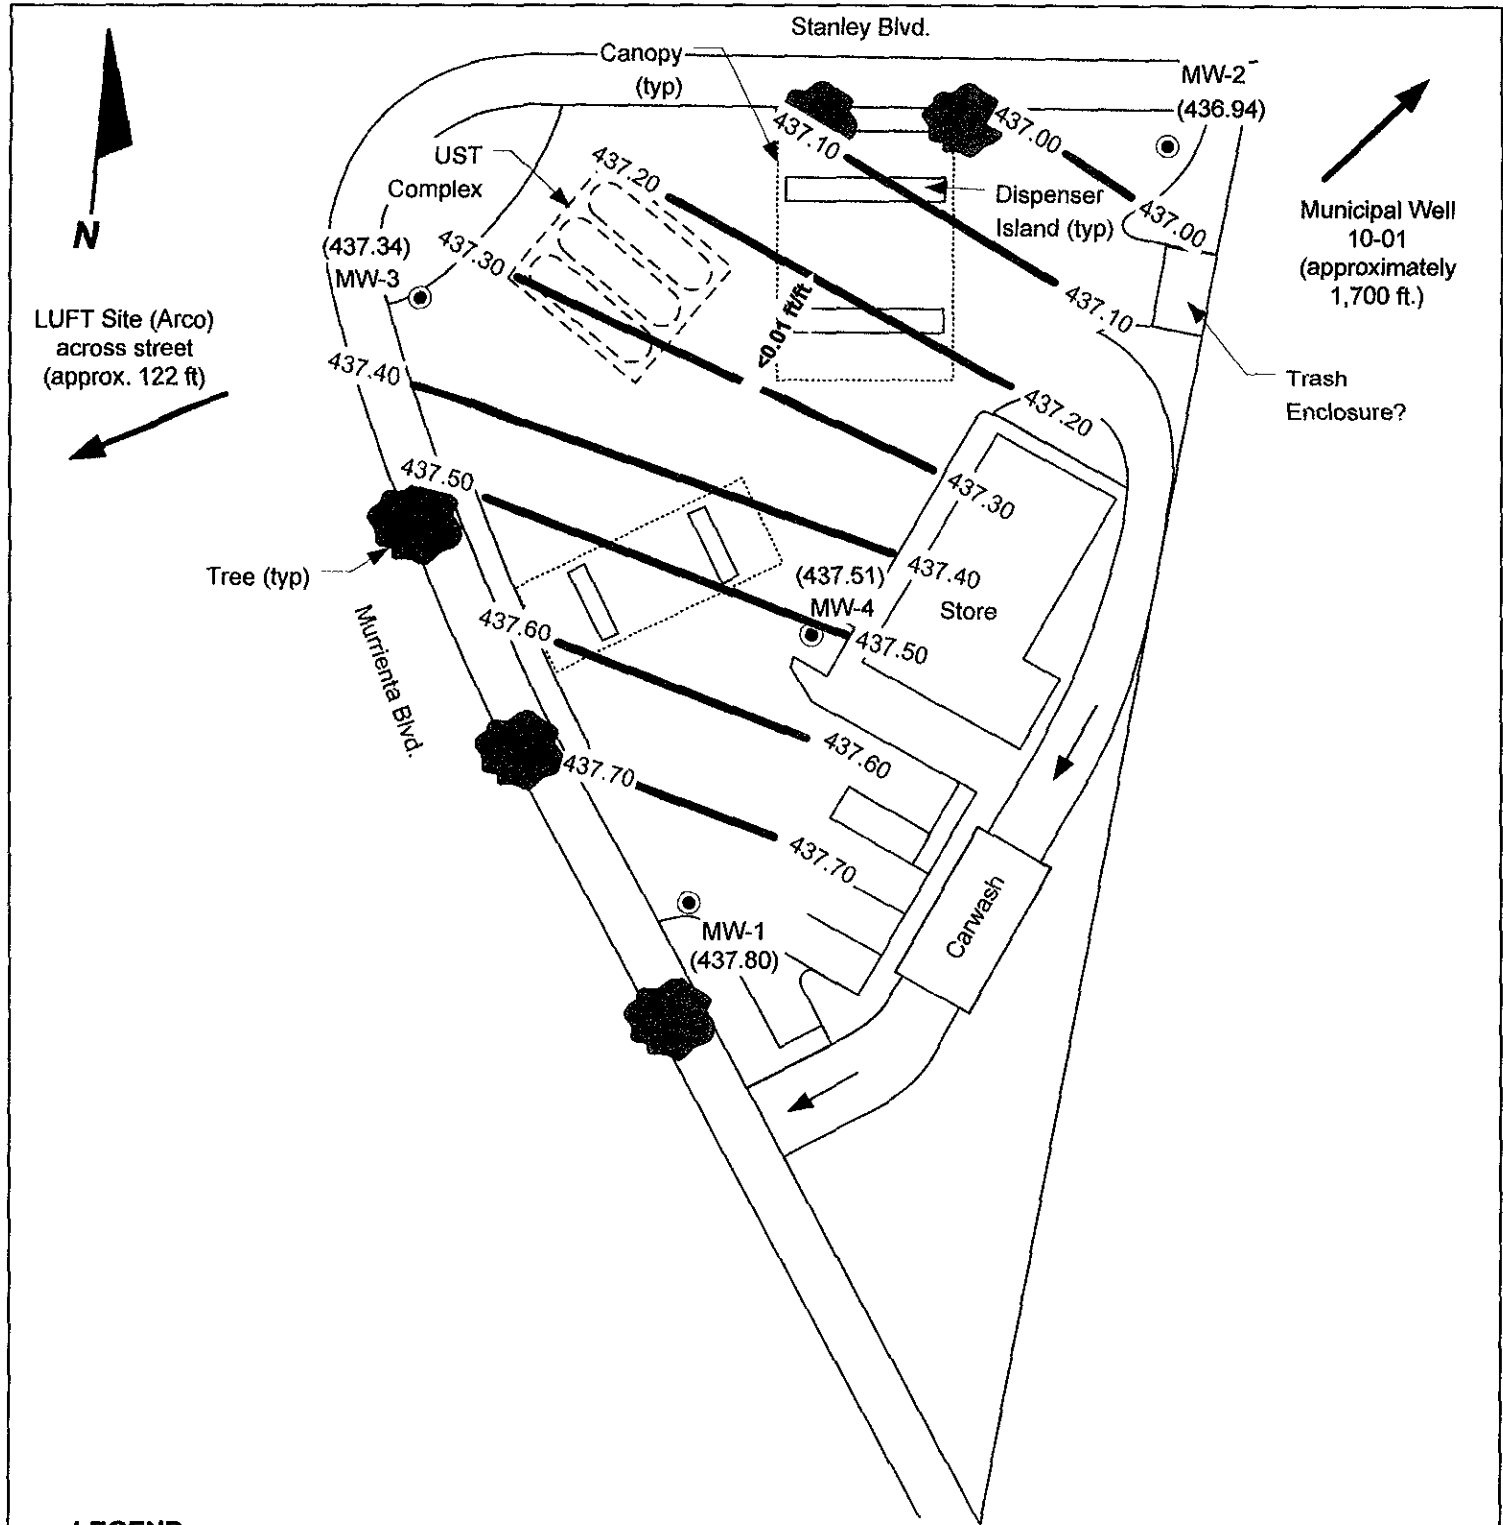 Stanley Blvd.
Canopy
(typ)
MW-2
(436.94)
437.10
437.00
UST
Complex
437.20
Dispenser
Island (typ)
437.00
Municipal Well
10-01
(approximately
1,700 ft.)
N
(437.34)
MW-3
437.30
<0.01 ft/ft
437.10
LUFT Site (Arco)
across street
(approx. 122 ft)
437.40
Trash
Enclosure?
437.20
437.50
437.30
Tree (typ)
(437.51)
MW-4
437.40
Store
437.60
437.50
Murrienta Blvd.
437.70
437.60
437.70
MW-1
(437.80)
Carwash